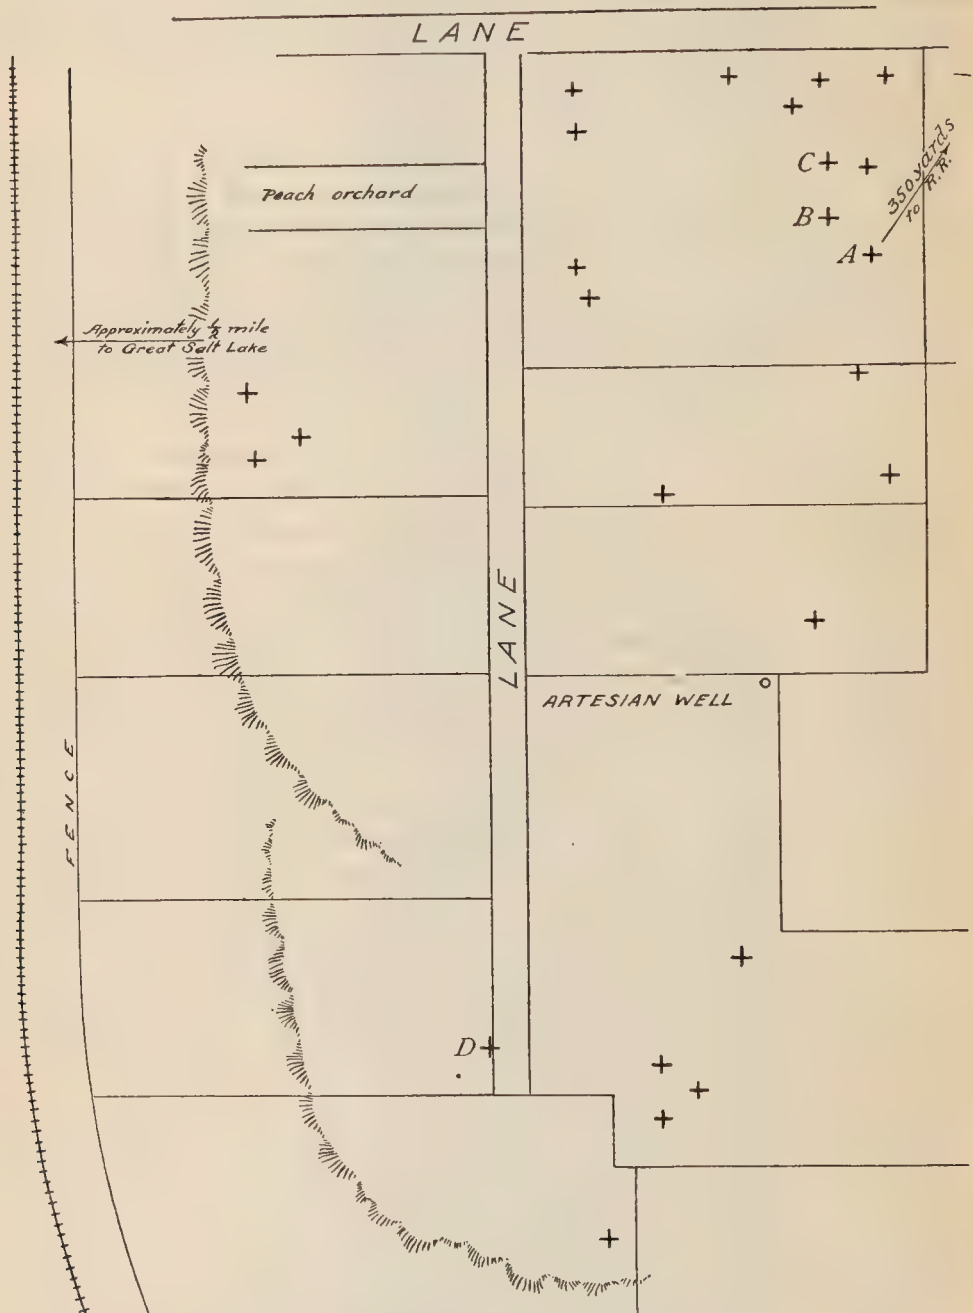 LANE
Peach orchard
C
B
A
350 yards
to R.R.
Approximately ½ mile
to Great Salt Lake
LANE
ARTESIAN WELL
FENCE
D